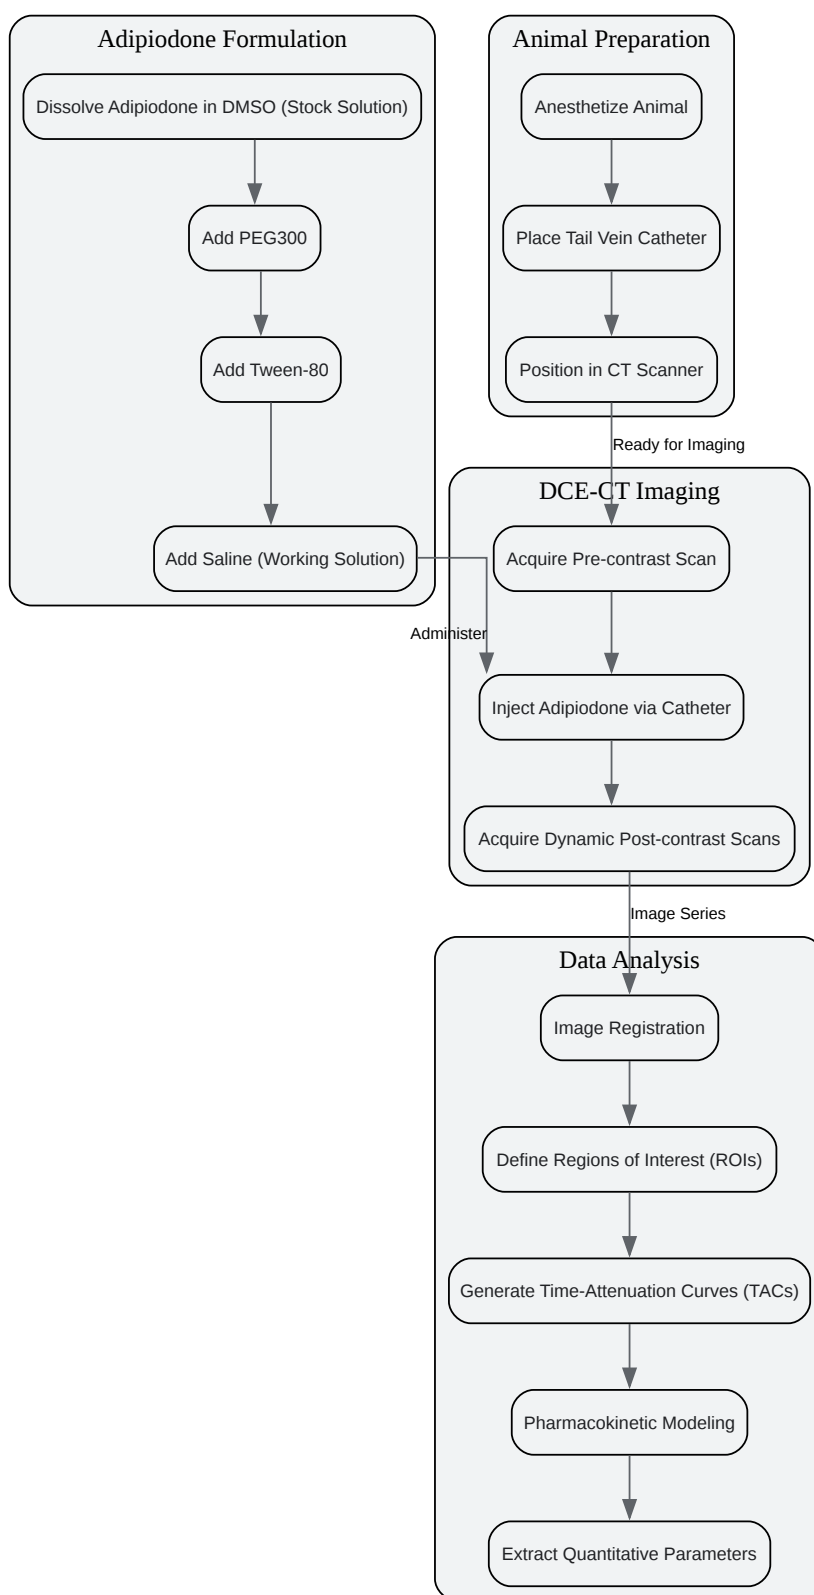 Adipiodone Formulation
Dissolve Adipiodone in DMSO (Stock Solution)
Add PEG300
Add Tween-80
Add Saline (Working Solution)
Administer
Animal Preparation
Anesthetize Animal
Place Tail Vein Catheter
Position in CT Scanner
Ready for Imaging
DCE-CT Imaging
Acquire Pre-contrast Scan
Inject Adipiodone via Catheter
Acquire Dynamic Post-contrast Scans
Image Series
Data Analysis
Image Registration
Define Regions of Interest (ROIs)
Generate Time-Attenuation Curves (TACs)
Pharmacokinetic Modeling
Extract Quantitative Parameters